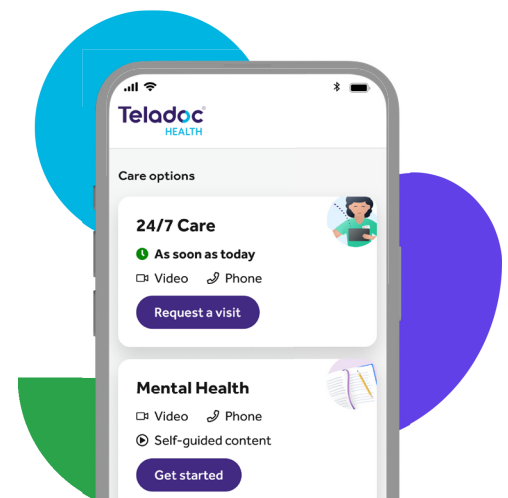 Teladoc
HEALTH
Care options
24/7 Care
As soon as today
Video Phone
Request a visit
Mental Health
Video Phone
Self-guided content
Get started